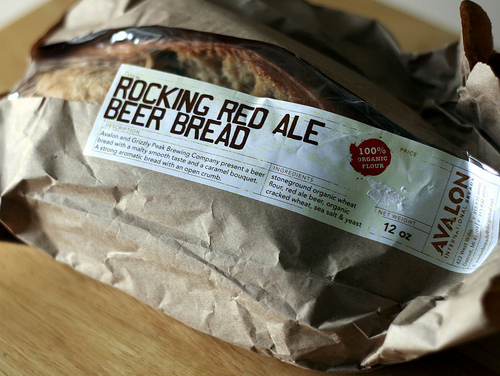 ROCKING RED ALE
BEER BREAD
DESCRIPTION
Avalon and Grizzly Peak Brewing Company present a beer
bread with a malty smooth taste and a caramel bouquet.
A strong aromatic bread with an open crumb.
INGREDIENTS
stoneground organic wheat
flour, red ale beer, organic
cracked wheat, sea salt & yeast
100%
ORGANIC
FLOUR
PRICE
NET WEIGHT
12 oz
AVALON
INTERNATIONAL